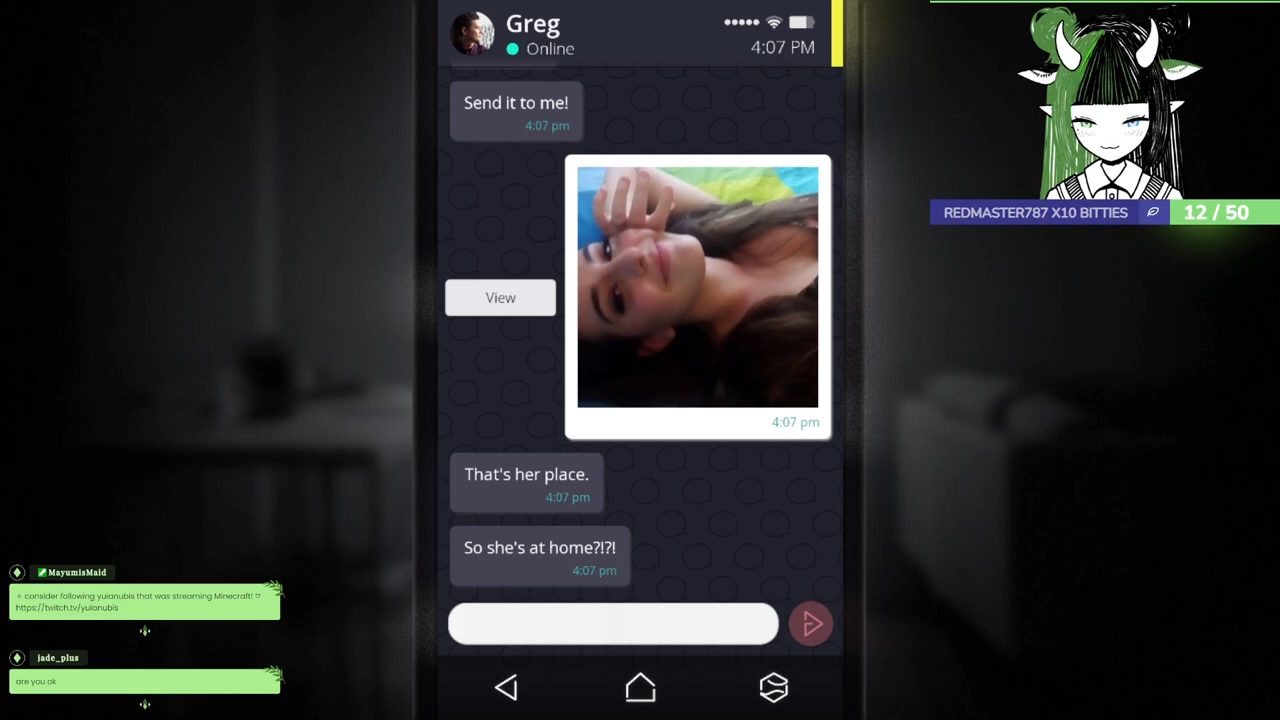 Greg
Online
4:07 PM
Send it to me!
4:07 pm
View
4:07 pm
That's her place.
4:07 pm
So she's at home?!?!
4:07 pm
REDMASTER787 X10 BITTIES
12 / 50
MayumisMaid
consider following yuianubis that was streaming Minecraft! ♡
https://twitch.tv/yuianubis
jade_plus
are you ok